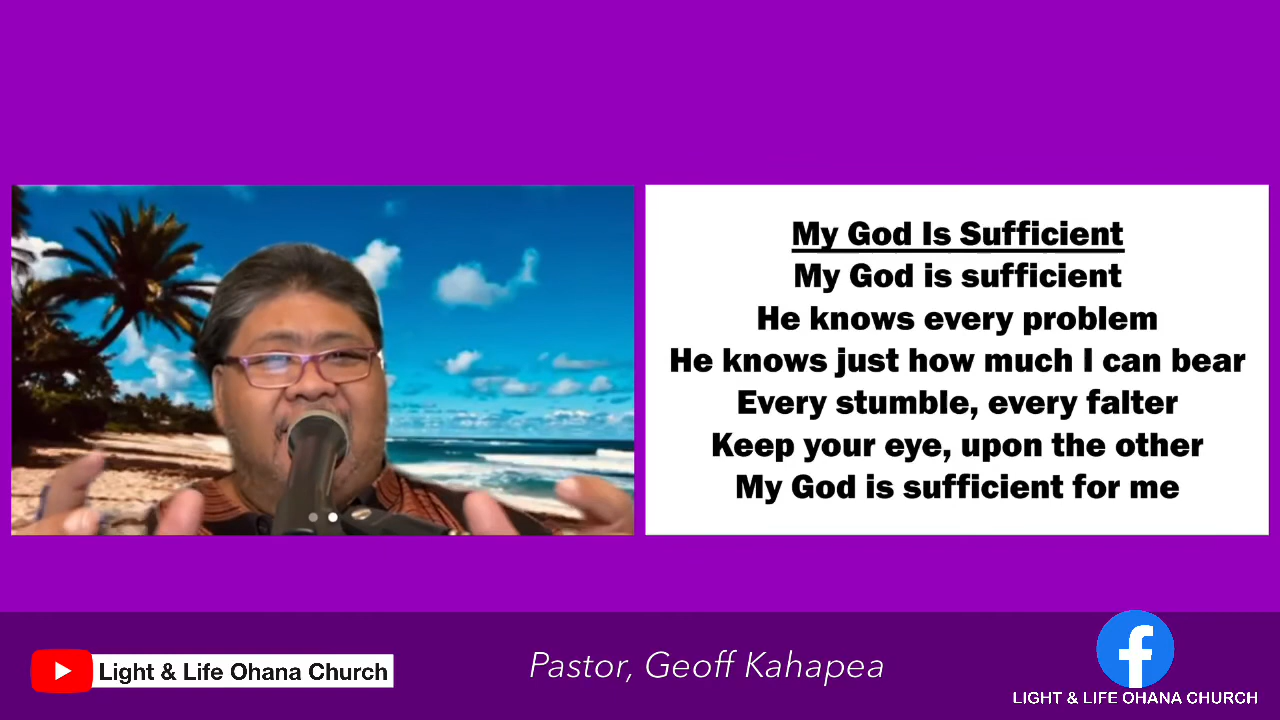 My God Is Sufficient
My God is sufficient
He knows every problem
He knows just how much I can bear
Every stumble, every falter
Keep your eye, upon the other
My God is sufficient for me
Light & Life Ohana Church
Pastor, Geoff Kahapea
LIGHT & LIFE OHANA CHURCH